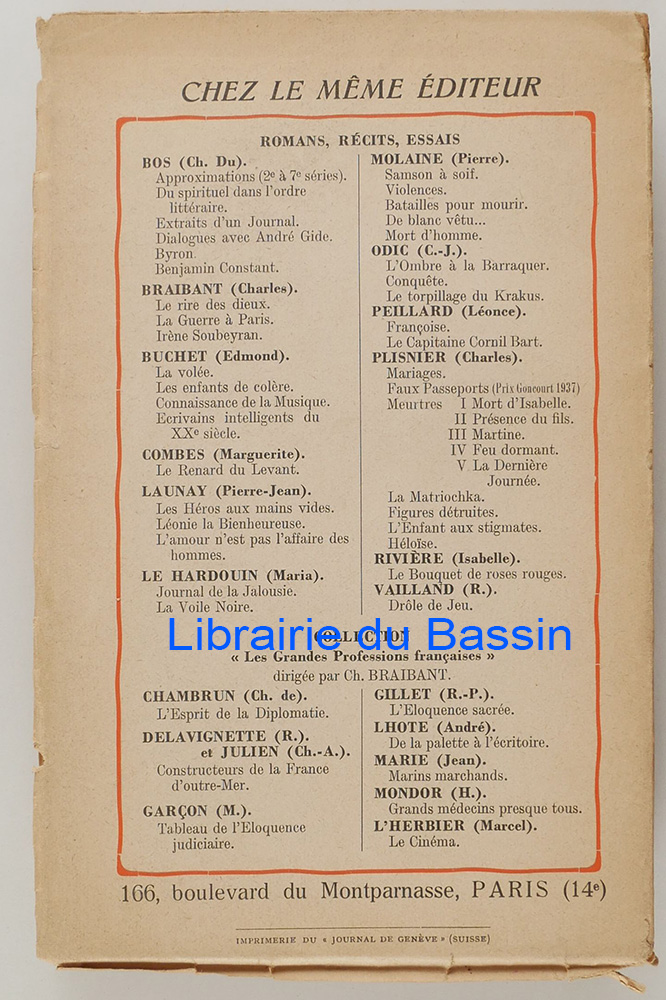 CHEZ LE MÊME ÉDITEUR
ROMANS, RÉCITS, ESSAIS
BOS (Ch. Du).
Approximations (2e à 7e séries).
Du spirituel dans l'ordre
littéraire.
Extraits d'un Journal.
Dialogues avec André Gide.
Byron.
Benjamin Constant.
BRAIBANT (Charles).
Le rire des dieux.
La Guerre à Paris.
Irène Soubeyran.
BUCHET (Edmond).
La volée.
Les enfants de colère.
Connaissance de la Musique.
Ecrivains intelligents du
XXe siècle.
COMBES (Marguerite).
Le Renard du Levant.
LAUNAY (Pierre-Jean).
Les Héros aux mains vides.
Léonie la Bienheureuse.
L'amour n'est pas l'affaire des
hommes.
LE HARDOUIN (Maria).
Journal de la Jalousie.
La Voile Noire.
MOLAINE (Pierre).
Samson à soif.
Violences.
Batailles pour mourir.
De blanc vêtu...
Mort d'homme.
ODIC (C.-J.).
L'Ombre à la Barraquer.
Conquête.
Le torpillage du Krakus.
PEILLARD (Léonce).
Françoise.
Le Capitaine Cornil Bart.
PLISNIER (Charles).
Mariages.
Faux Passeports (Prix Goncourt 1937)
Meurtres I Mort d'Isabelle.
II Présence du fils.
III Martine.
IV Feu dormant.
V La Dernière
Journée.
La Matriochka.
Figures détruites.
L'Enfant aux stigmates.
Héloïse.
RIVIÈRE (Isabelle).
Le Bouquet de roses rouges.
VAILLAND (R.).
Drôle de Jeu.
COLLECTION
Librairie du Bassin
« Les Grandes Professions françaises »
dirigée par Ch. BRAIBANT.
CHAMBRUN (Ch. de).
L'Esprit de la Diplomatie.
DELAVIGNETTE (R.).
et JULIEN (Ch.-A.).
Constructeurs de la France
d'outre-Mer.
GARÇON (M.).
Tableau de l'Eloquence
judiciaire.
GILLET (R.-P.).
L'Eloquence sacrée.
LHOTE (André).
De la palette à l'écritoire.
MARIE (Jean).
Marins marchands.
MONDOR (H.).
Grands médecins presque tous.
L'HERBIER (Marcel).
Le Cinéma.
166, boulevard du Montparnasse, PARIS (14e)
IMPRIMERIE DU « JOURNAL DE GENÈVE » (SUISSE)